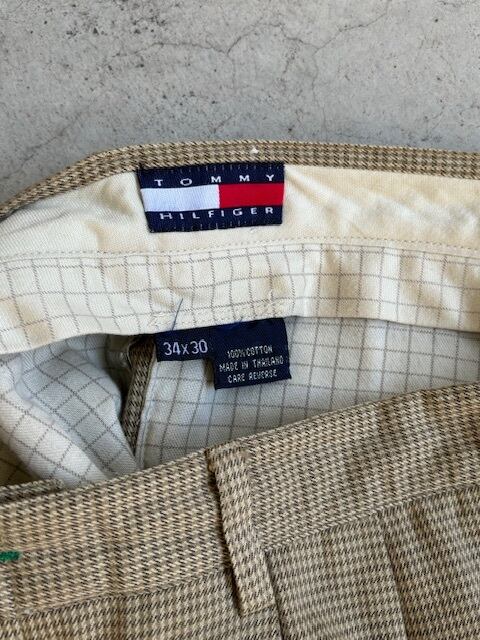 TOMMY
HILFIGER
34x30
100% COTTON
MADE IN THAILAND
CARE REVERSE